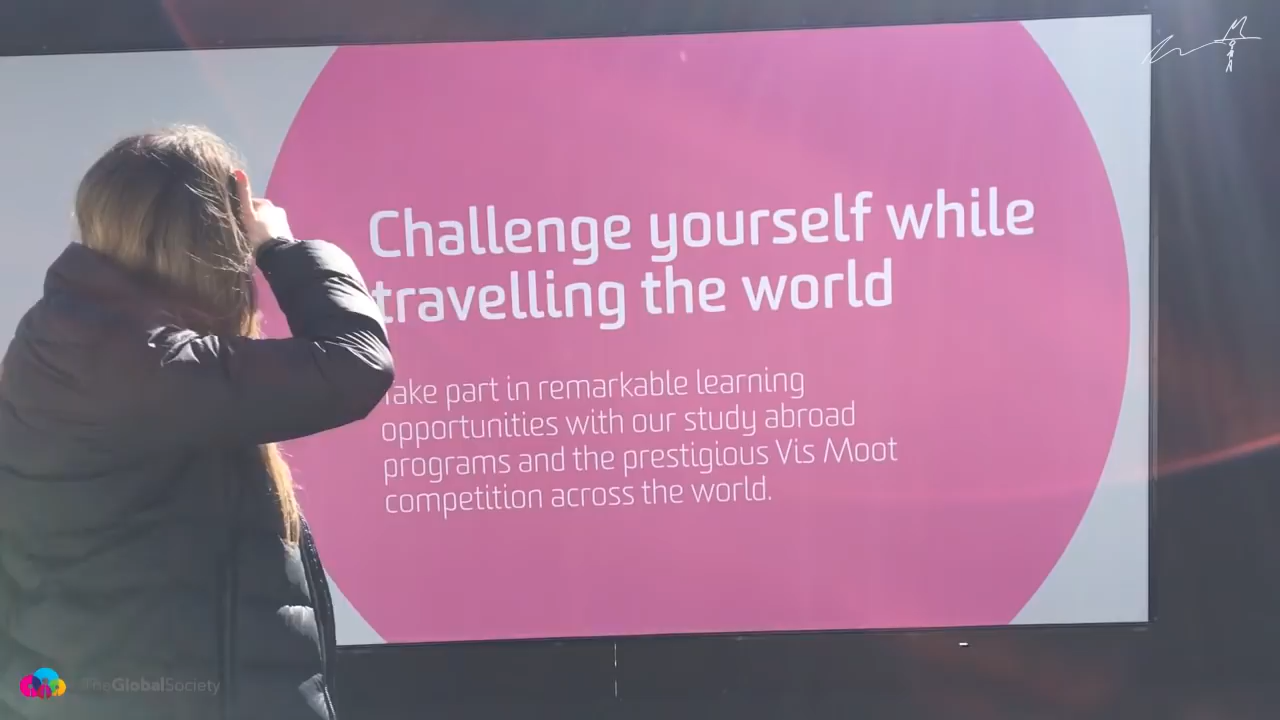 Challenge yourself while
travelling the world
Take part in remarkable learning
opportunities with our study abroad
programs and the prestigious Vis Moot
competition across the world.
TheGlobalSociety